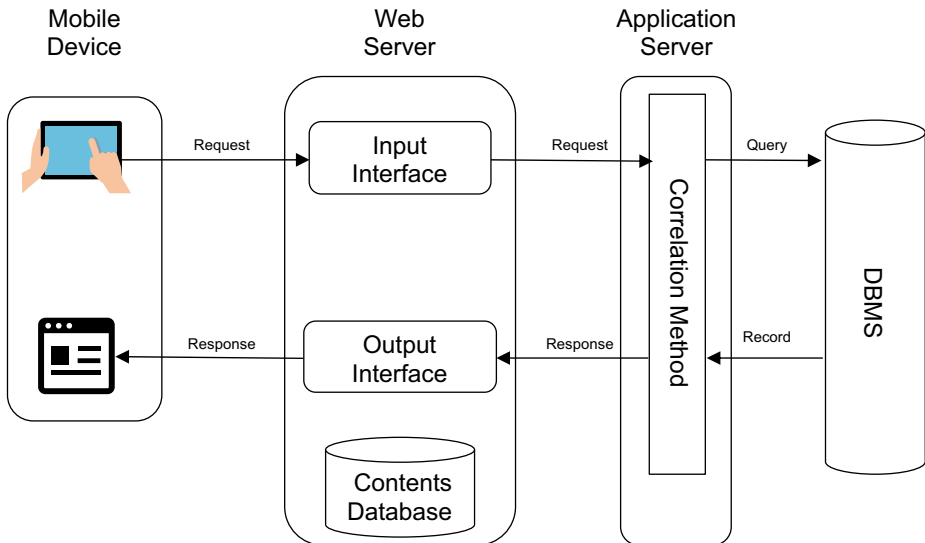 Mobile
Device
Web
Server
Application
Server
Request
Input
Interface
Request
Query
Correlation Method
DBMS
Response
Output
Interface
Response
Record
Contents
Database